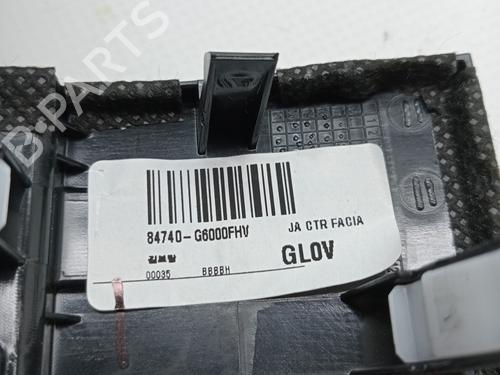 B-PARTS
84740-G6000FHV
JA CTR FACIA
GLOV
00035 BBBBH